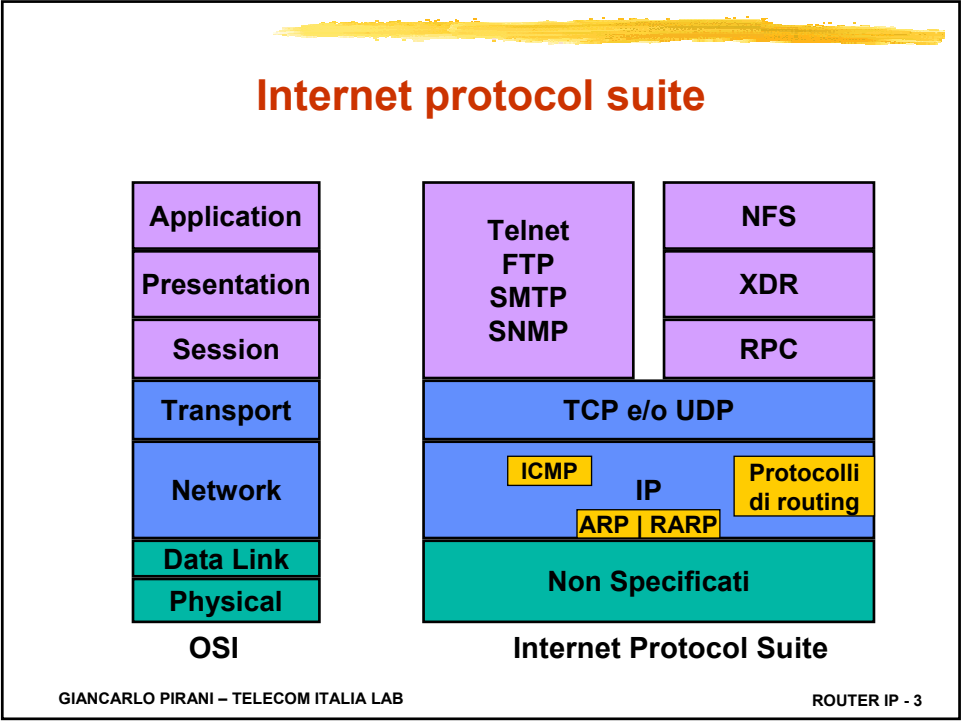 Internet protocol suite
Application
Presentation
Session
Transport
Network
Data Link
Physical
OSI
Telnet
FTP
SMTP
SNMP
NFS
XDR
RPC
TCP e/o UDP
ICMP
IP
Protocolli
di routing
ARP | RARP
Non Specificati
Internet Protocol Suite
GIANCARLO PIRANI – TELECOM ITALIA LAB
ROUTER IP - 3